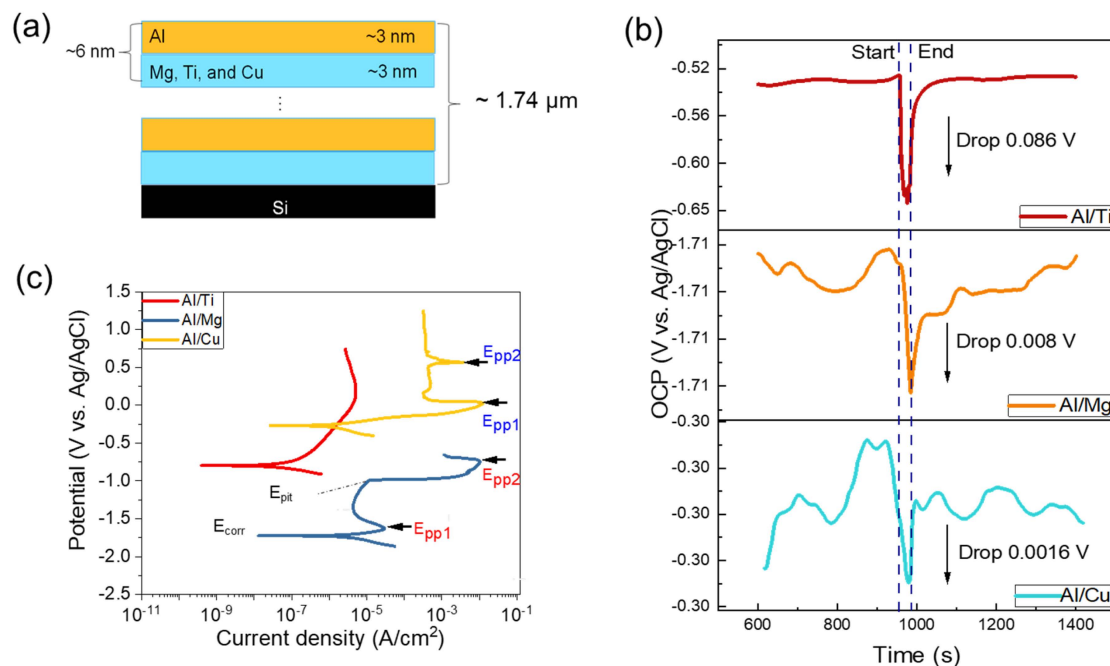 (a)
~6 nm
Al ~3 nm
Mg, Ti, and Cu ~3 nm
⋮
~ 1.74 μm
Si
(b)
Start End
-0.52
-0.56
-0.60
-0.65
Drop 0.086 V
Al/Ti
-1.71
-1.71
-1.71
-1.71
Drop 0.008 V
Al/Mg
-0.30
-0.30
-0.30
-0.30
-0.30
Drop 0.0016 V
Al/Cu
OCP (V vs. Ag/AgCl)
600 800 1000 1200 1400
Time (s)
(c)
Al/Ti
Al/Mg
Al/Cu
1.5
1.0
0.5
0.0
-0.5
-1.0
-1.5
-2.0
-2.5
Potential (V vs. Ag/AgCl)
Epp2
Epp1
Epp2
Epit
Ecorr
Epp1
10-11 10-9 10-7 10-5 10-3 10-1
Current density (A/cm²)